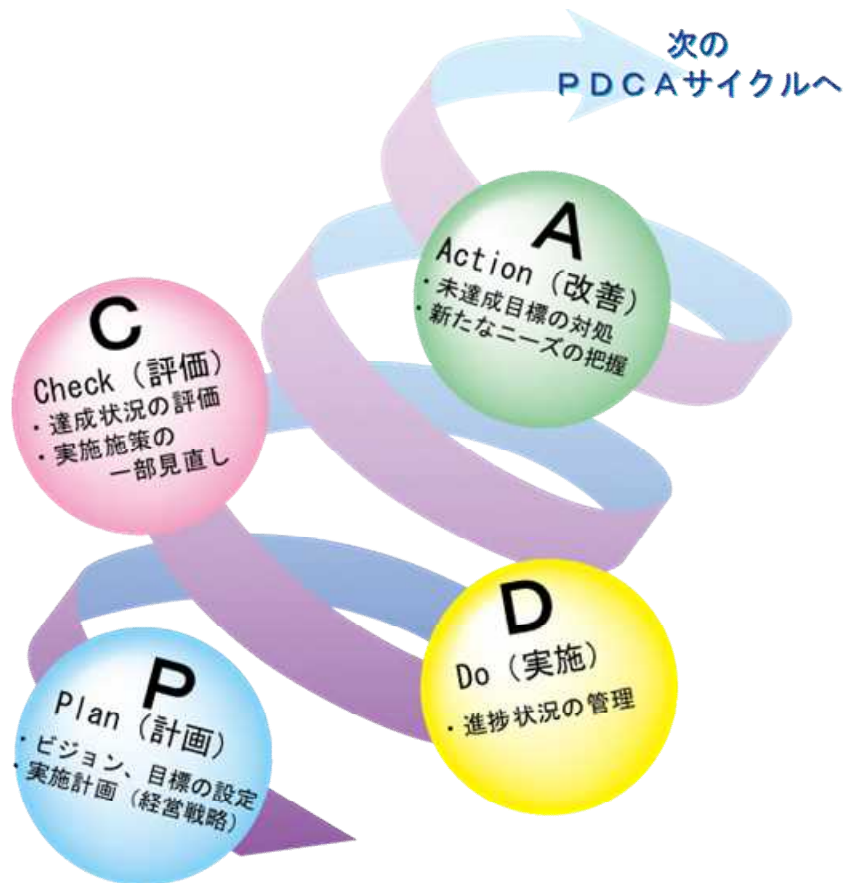 次の
PDCAサイクルへ
A
Action (改善)
・未達成目標の対処
・新たなニーズの把握
C
Check (評価)
・達成状況の評価
・実施施策の
一部見直し
D
Do (実施)
・進捗状況の管理
P
Plan (計画)
・ビジョン、目標の設定
・実施計画 (経営戦略)